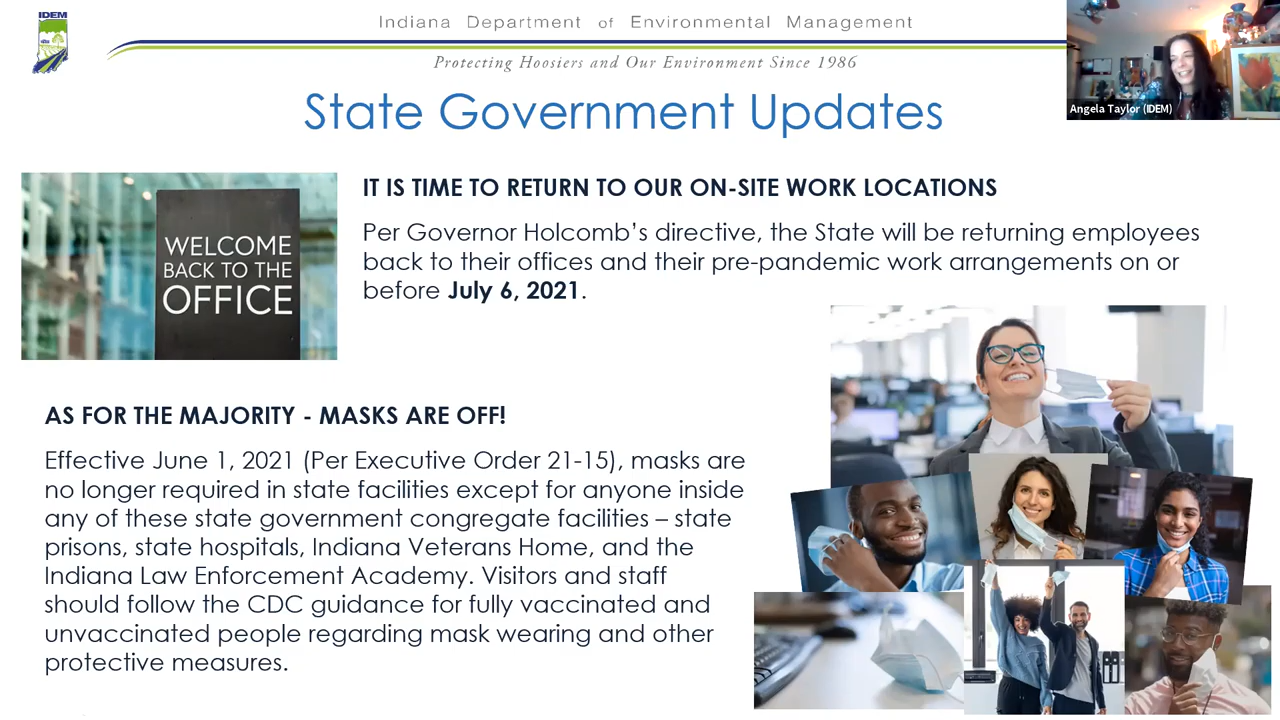 IDEM
Indiana Department of Environmental Management
Protecting Hoosiers and Our Environment Since 1986
Angela Taylor (IDEM)
State Government Updates
WELCOME
BACK TO THE
OFFICE
IT IS TIME TO RETURN TO OUR ON-SITE WORK LOCATIONS
Per Governor Holcomb’s directive, the State will be returning employees
back to their offices and their pre-pandemic work arrangements on or
before July 6, 2021.
AS FOR THE MAJORITY - MASKS ARE OFF!
Effective June 1, 2021 (Per Executive Order 21-15), masks are
no longer required in state facilities except for anyone inside
any of these state government congregate facilities – state
prisons, state hospitals, Indiana Veterans Home, and the
Indiana Law Enforcement Academy. Visitors and staff
should follow the CDC guidance for fully vaccinated and
unvaccinated people regarding mask wearing and other
protective measures.